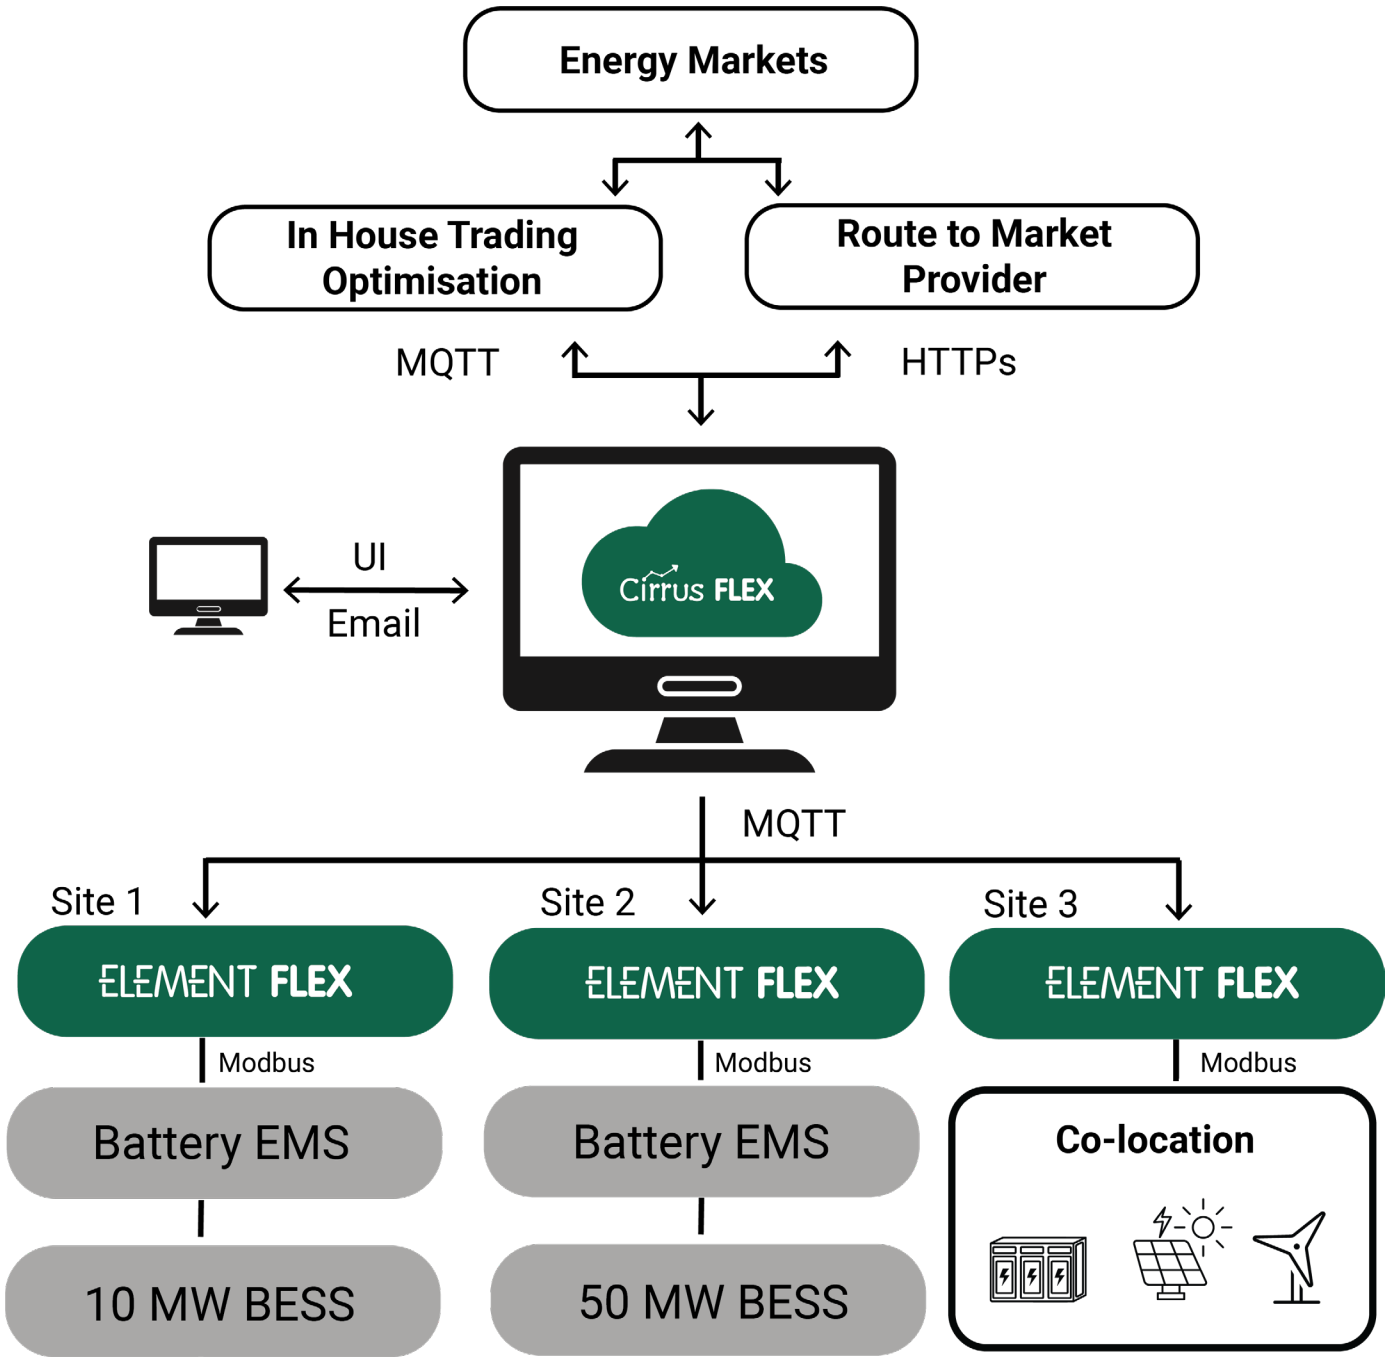 Energy Markets
In House Trading
Optimisation
Route to Market
Provider
MQTT
HTTPs
Cirrus FLEX
UI
Email
MQTT
Site 1
Site 2
Site 3
ELEMENT FLEX
ELEMENT FLEX
ELEMENT FLEX
Modbus
Modbus
Modbus
Battery EMS
Battery EMS
Co-location
10 MW BESS
50 MW BESS